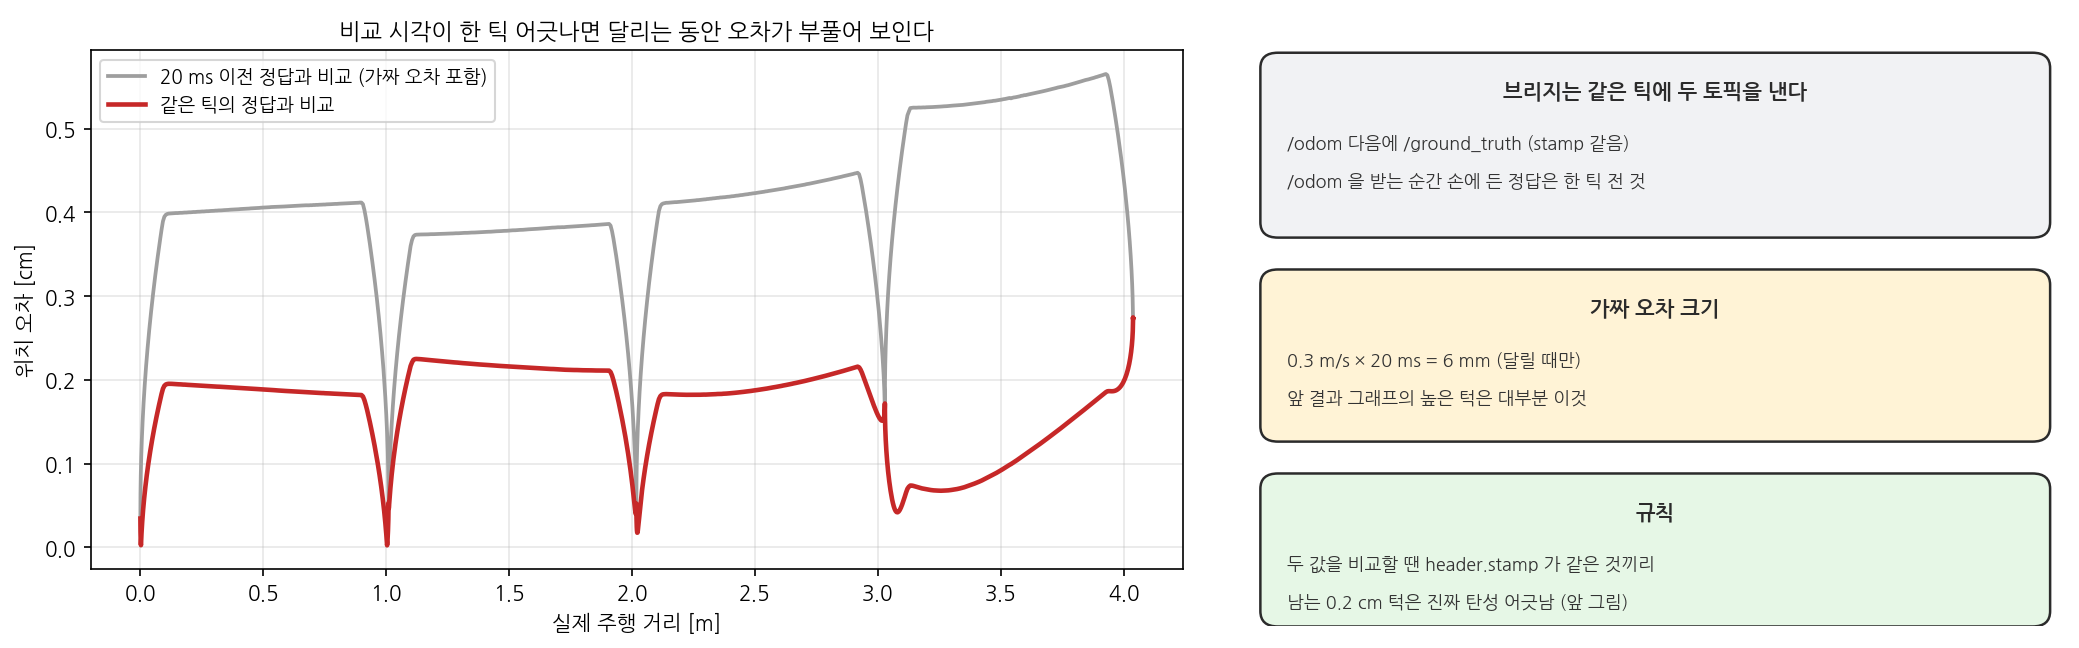 비교 시각이 한 틱 어긋나면 달리는 동안 오차가 부풀어 보인다
20 ms 이전 정답과 비교 (가짜 오차 포함)
같은 틱의 정답과 비교
위치 오차 [cm]
0.5
0.4
0.3
0.2
0.1
0.0
0.0 0.5 1.0 1.5 2.0 2.5 3.0 3.5 4.0
실제 주행 거리 [m]
브리지는 같은 틱에 두 토픽을 낸다
/odom 다음에 /ground_truth (stamp 같음)
/odom 을 받는 순간 손에 든 정답은 한 틱 전 것
가짜 오차 크기
0.3 m/s × 20 ms = 6 mm (달릴 때만)
앞 결과 그래프의 높은 턱은 대부분 이것
규칙
두 값을 비교할 땐 header.stamp 가 같은 것끼리
남는 0.2 cm 턱은 진짜 탄성 어긋남 (앞 그림)